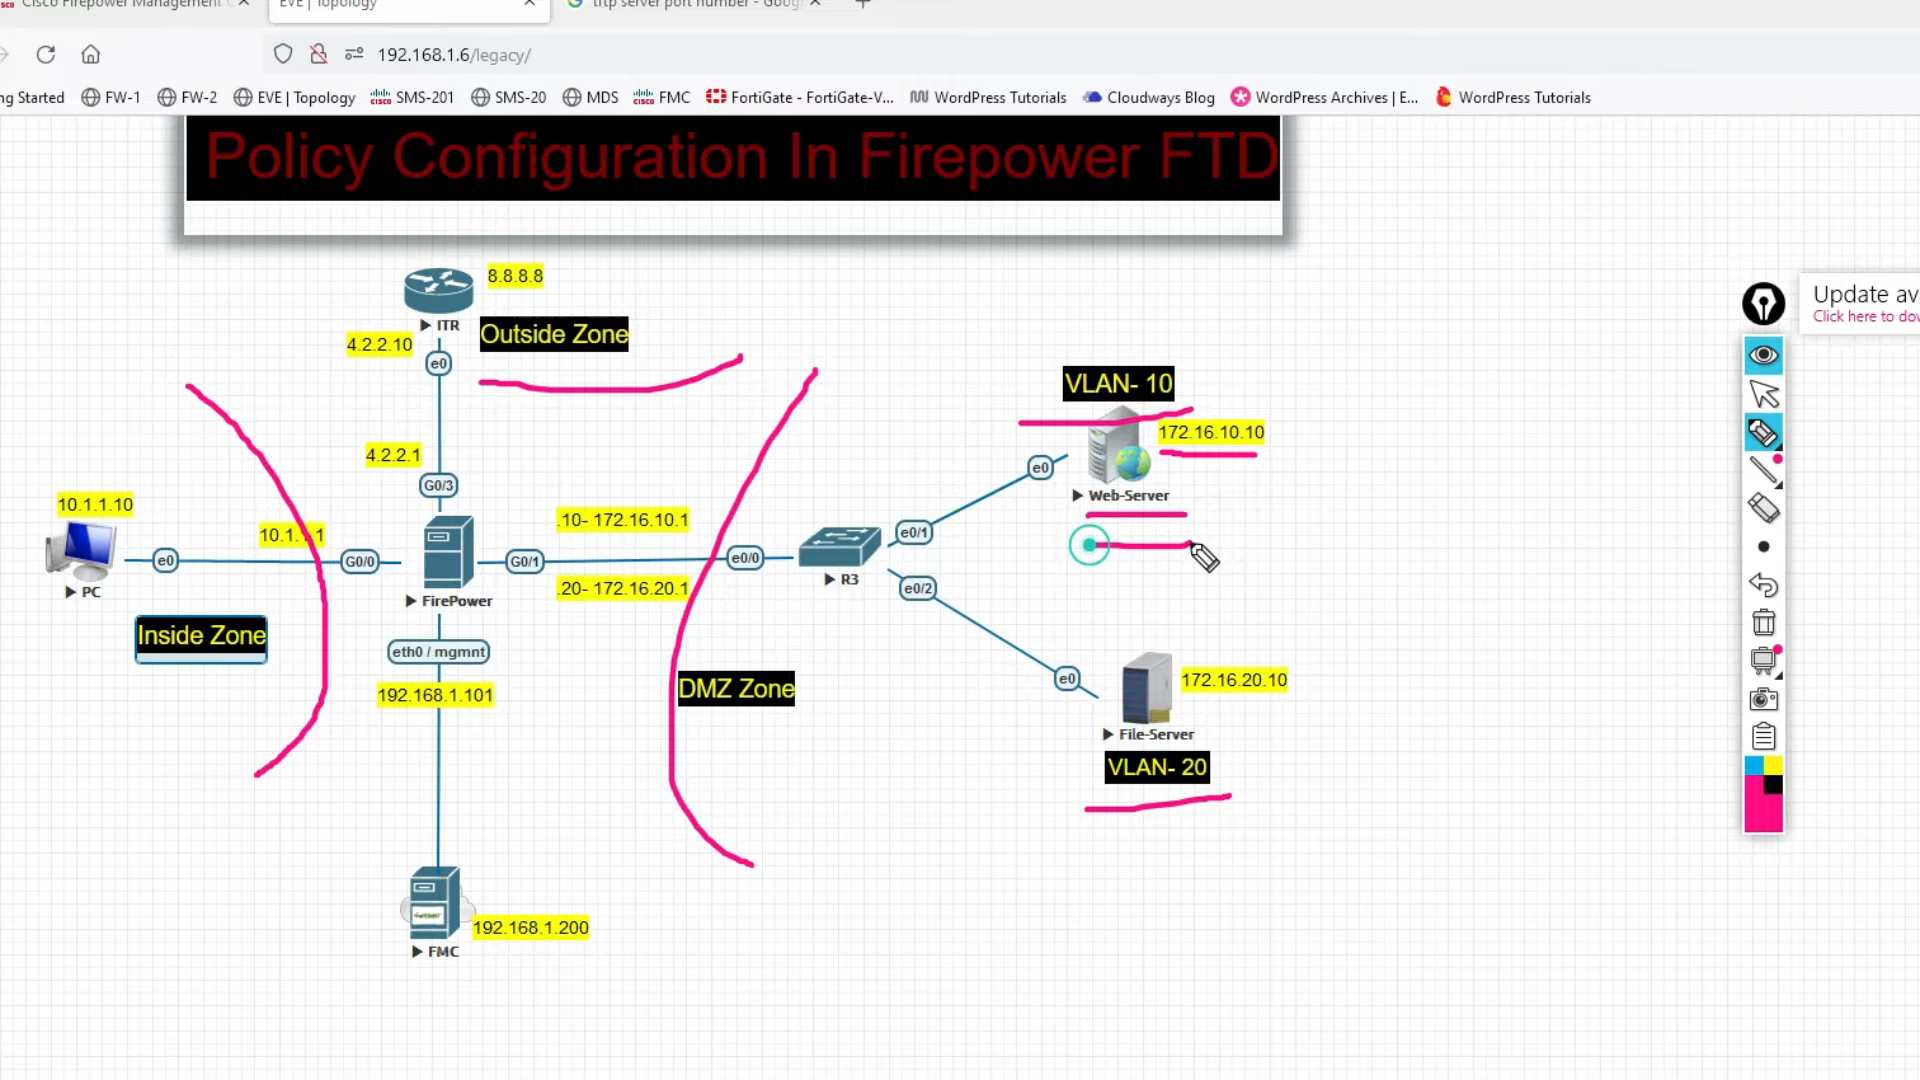 Cisco Firepower Management
EVE | Topology
tftp server port number - Goog
192.168.1.6/legacy/
ng Started
FW-1
FW-2
EVE | Topology
SMS-201
SMS-20
MDS
FMC
FortiGate - FortiGate-V...
WordPress Tutorials
Cloudways Blog
WordPress Archives | E...
WordPress Tutorials
Policy Configuration In Firepower FTD
8.8.8.8
ITR
Outside Zone
4.2.2.10
e0
VLAN- 10
172.16.10.10
4.2.2.1
G0/3
e0
Web-Server
10.1.1.10
10.1.1.1
.10- 172.16.10.1
e0/1
e0
G0/0
G0/1
e0/0
PC
FirePower
.20- 172.16.20.1
R3
e0/2
Inside Zone
eth0 / mgmnt
192.168.1.101
DMZ Zone
e0
172.16.20.10
File-Server
VLAN- 20
192.168.1.200
FMC
Update av
Click here to dov